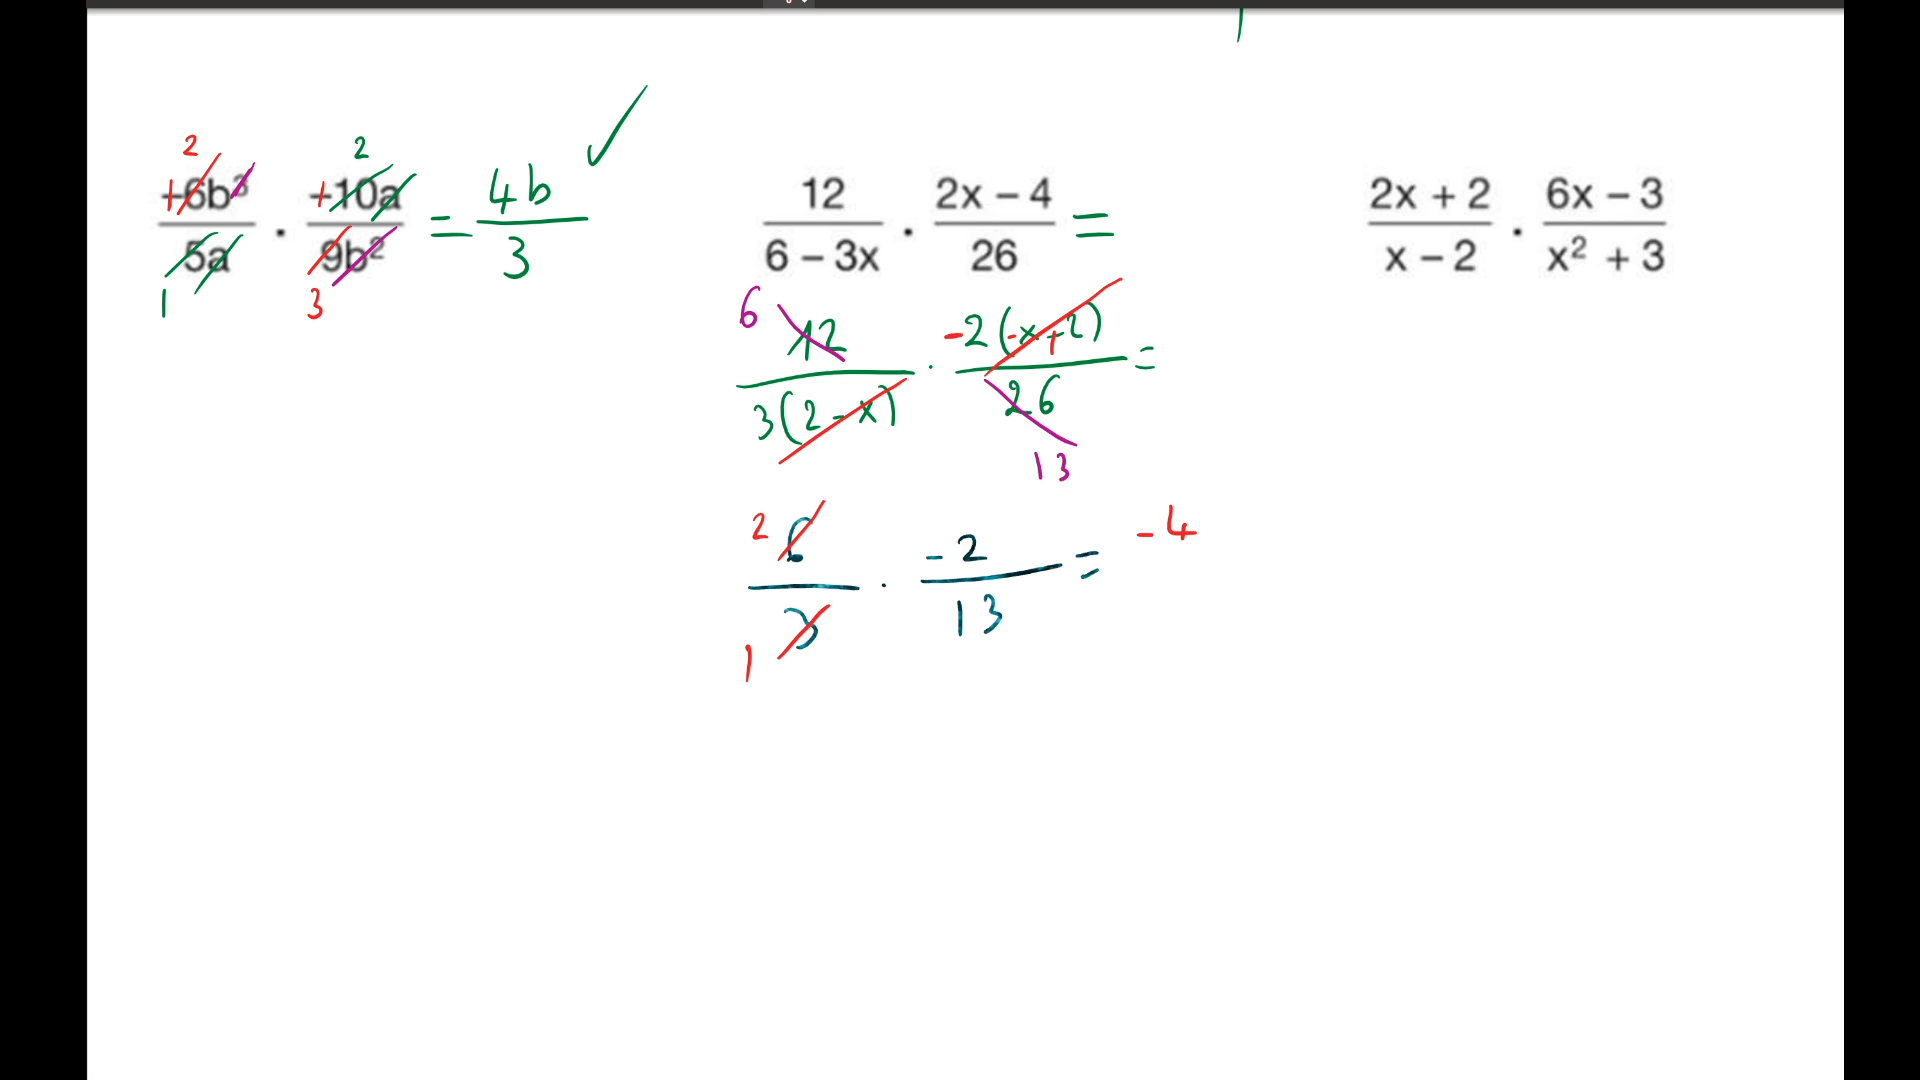 -6b³/5a · -10a/9b² = 4b/3 ✓
+ 2 + 2
1 3
12/(6 – 3x) · (2x – 4)/26 =
6 12/3(2-x) · -2(-x+2)/26 =
13
2 6/3 · -2/13 = -4
1
(2x + 2)/(x – 2) · (6x – 3)/(x² + 3)